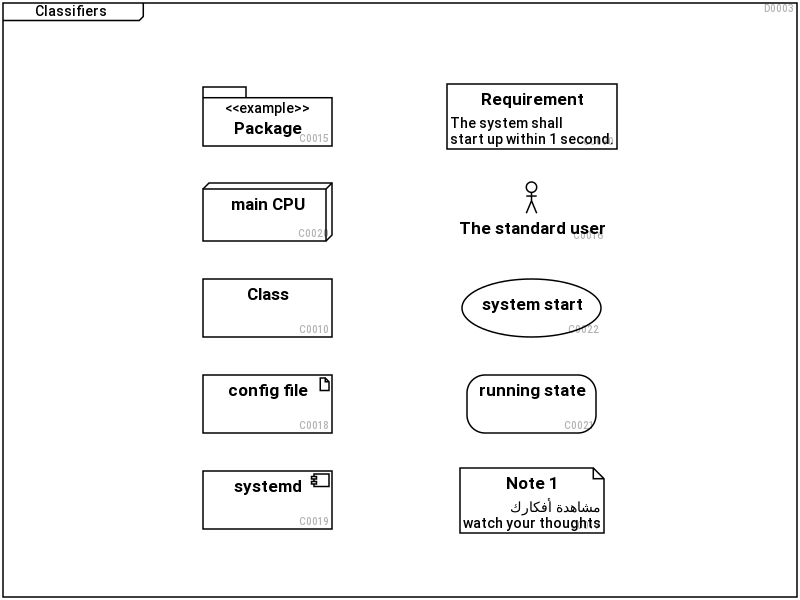 Classifiers
D0003
<<example>>
Package
C0015
Requirement
The system shall
start up within 1 second.
main CPU
C0020
The standard user
C0016
Class
C0010
system start
C0022
config file
C0018
running state
C0021
systemd
C0019
Note 1
مشاهدة أفكارك
watch your thoughts